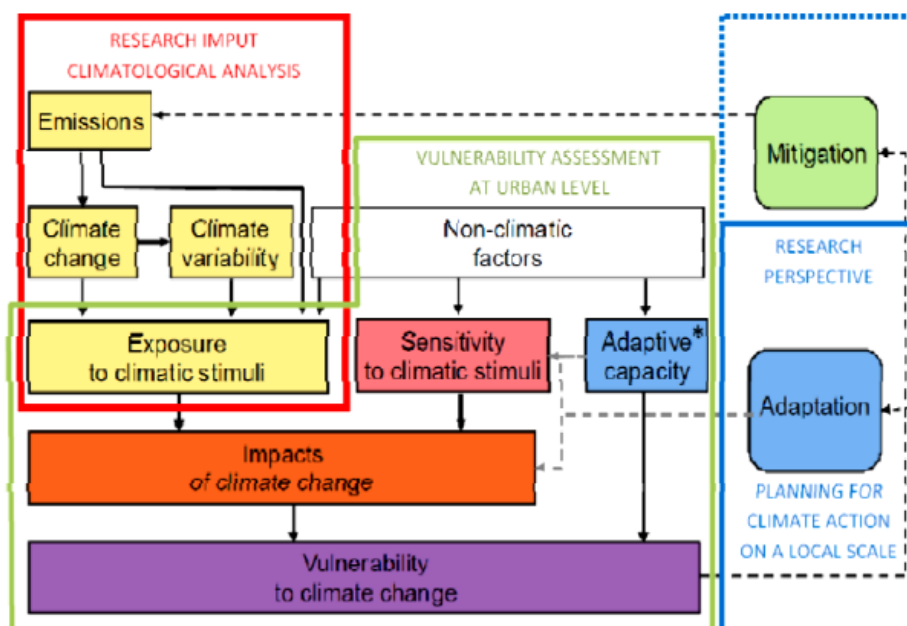 RESEARCH IMPUT
CLIMATOLOGICAL ANALYSIS
Emissions
VULNERABILITY ASSESSMENT
AT URBAN LEVEL
Mitigation
Climate
change
Climate
variability
Non-climatic
factors
RESEARCH
PERSPECTIVE
Exposure
to climatic stimuli
Sensitivity
to climatic stimuli
Adaptive*
capacity
Adaptation
Impacts
of climate change
PLANNING FOR
CLIMATE ACTION
ON A LOCAL SCALE
Vulnerability
to climate change